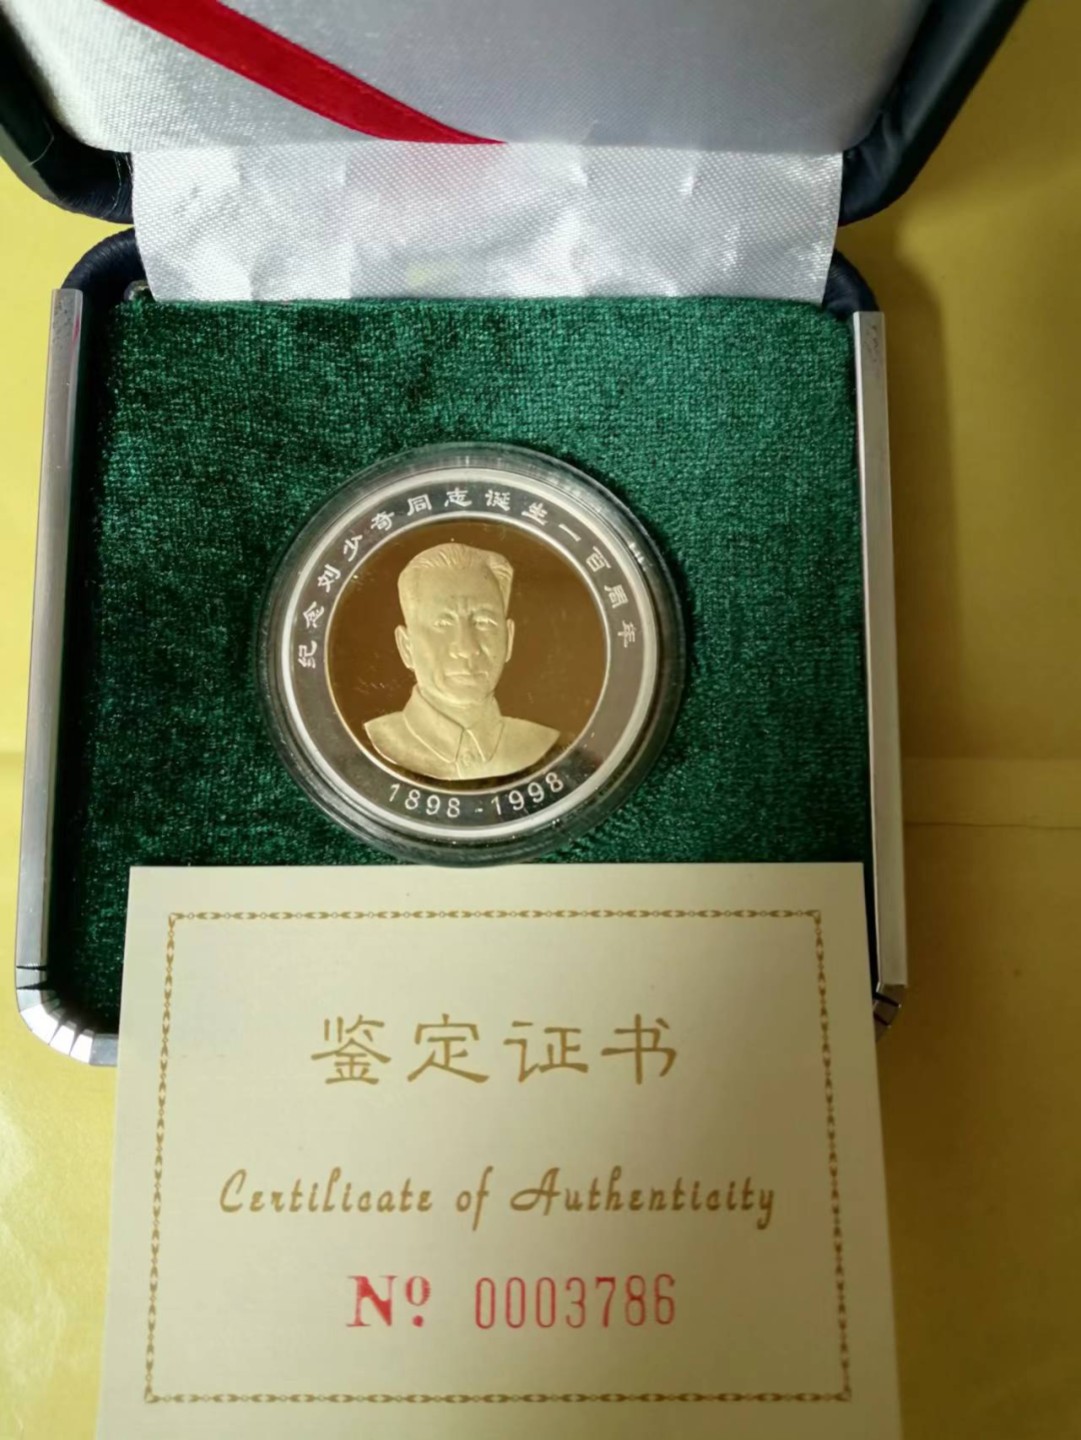 纪念刘少奇同志诞生一百周年
1898-1998
鉴定证书
Certificate of Authenticity
Nº 0003786